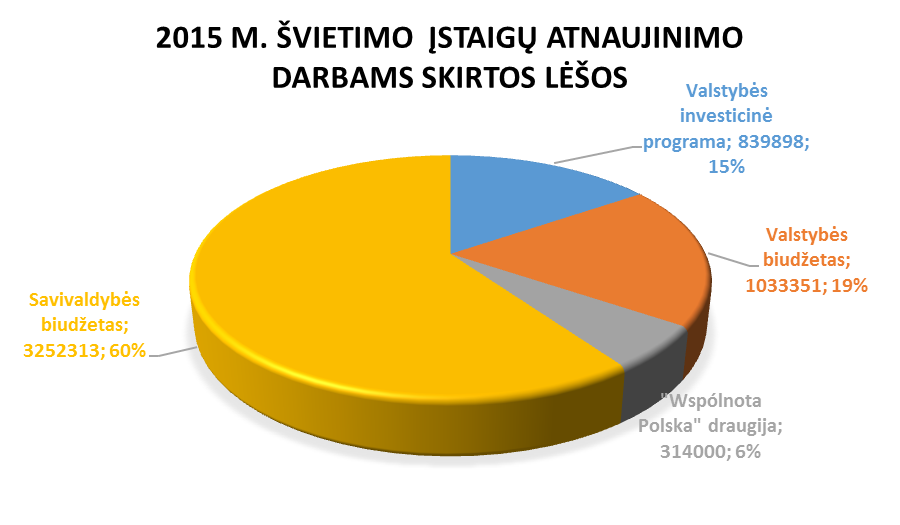 2015 M. ŠVIETIMO ĮSTAIGŲ ATNAUJINIMO
DARBAMS SKIRTOS LĖŠOS
Valstybės
investicinė
programa; 839898;
15%
Valstybės
biudžetas;
1033351; 19%
Savivaldybės
biudžetas;
3252313; 60%
"Wspólnota
Polska" draugija;
314000; 6%